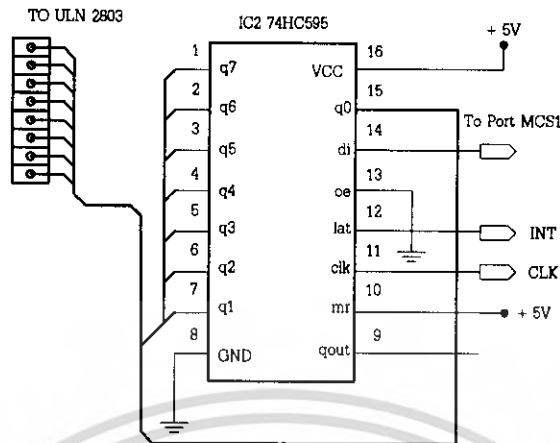 TO ULN 2803
IC2 74HC595
+ 5V
1 q7 VCC 16
2 q6 q0 15
To Port MCS1
3 q5 di 14
4 q4 oe 13
5 q3 lat 12
INT
6 q2 clk 11
CLK
7 q1 mr 10
+ 5V
8 GND qout 9